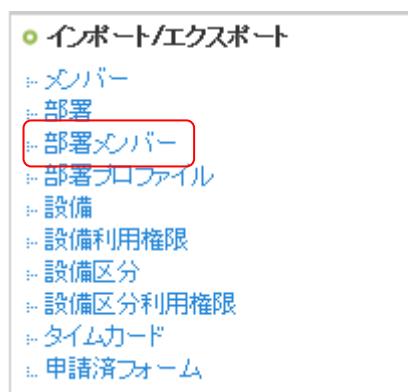 インポート/エクスポート
メンバー
部署
部署メンバー
部署プロファイル
設備
設備利用権限
設備区分
設備区分利用権限
タイムカード
申請済フォーム